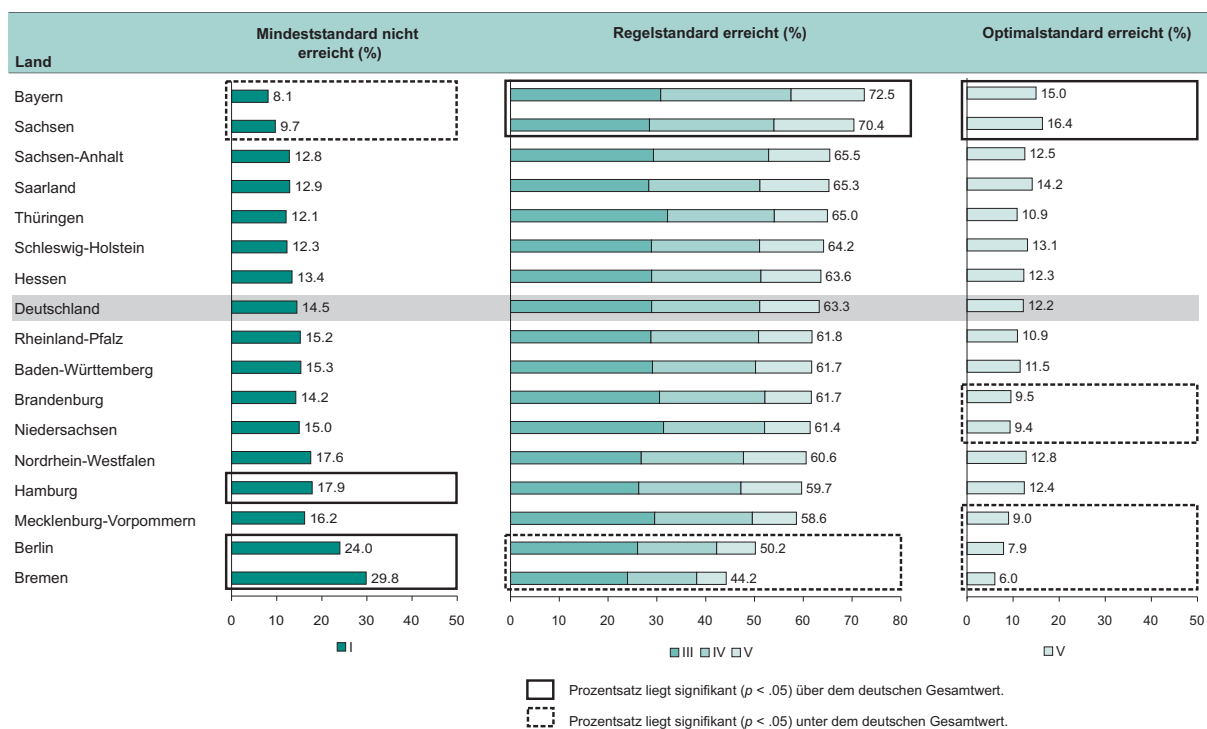 Land
Mindeststandard nicht
erreicht (%)
Regelstandard erreicht (%)
Optimalstandard erreicht (%)
Bayern 8.1 72.5 15.0
Sachsen 9.7 70.4 16.4
Sachsen-Anhalt 12.8 65.5 12.5
Saarland 12.9 65.3 14.2
Thüringen 12.1 65.0 10.9
Schleswig-Holstein 12.3 64.2 13.1
Hessen 13.4 63.6 12.3
Deutschland 14.5 63.3 12.2
Rheinland-Pfalz 15.2 61.8 10.9
Baden-Württemberg 15.3 61.7 11.5
Brandenburg 14.2 61.7 9.5
Niedersachsen 15.0 61.4 9.4
Nordrhein-Westfalen 17.6 60.6 12.8
Hamburg 17.9 59.7 12.4
Mecklenburg-Vorpommern 16.2 58.6 9.0
Berlin 24.0 50.2 7.9
Bremen 29.8 44.2 6.0
0 10 20 30 40 50 0 10 20 30 40 50 60 70 80 0 10 20 30 40 50
I III IV V V
Prozentsatz liegt signifikant (p < .05) über dem deutschen Gesamtwert.
Prozentsatz liegt signifikant (p < .05) unter dem deutschen Gesamtwert.